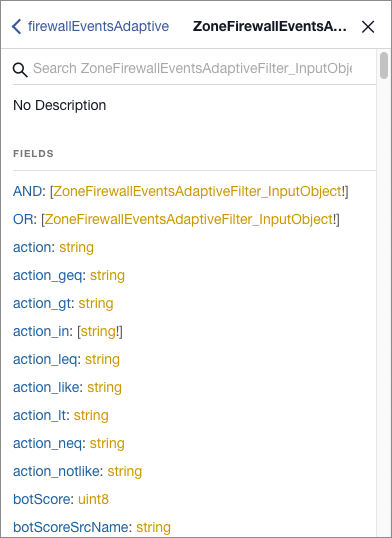 firewallEventsAdaptive ZoneFirewallEventsA...
Search ZoneFirewallEventsAdaptiveFilter_InputObje
No Description
FIELDS
AND: [ZoneFirewallEventsAdaptiveFilter_InputObject!]
OR: [ZoneFirewallEventsAdaptiveFilter_InputObject!]
action: string
action_geq: string
action_gt: string
action_in: [string!]
action_leq: string
action_like: string
action_lt: string
action_neq: string
action_notlike: string
botScore: uint8
botScoreSrcName: string